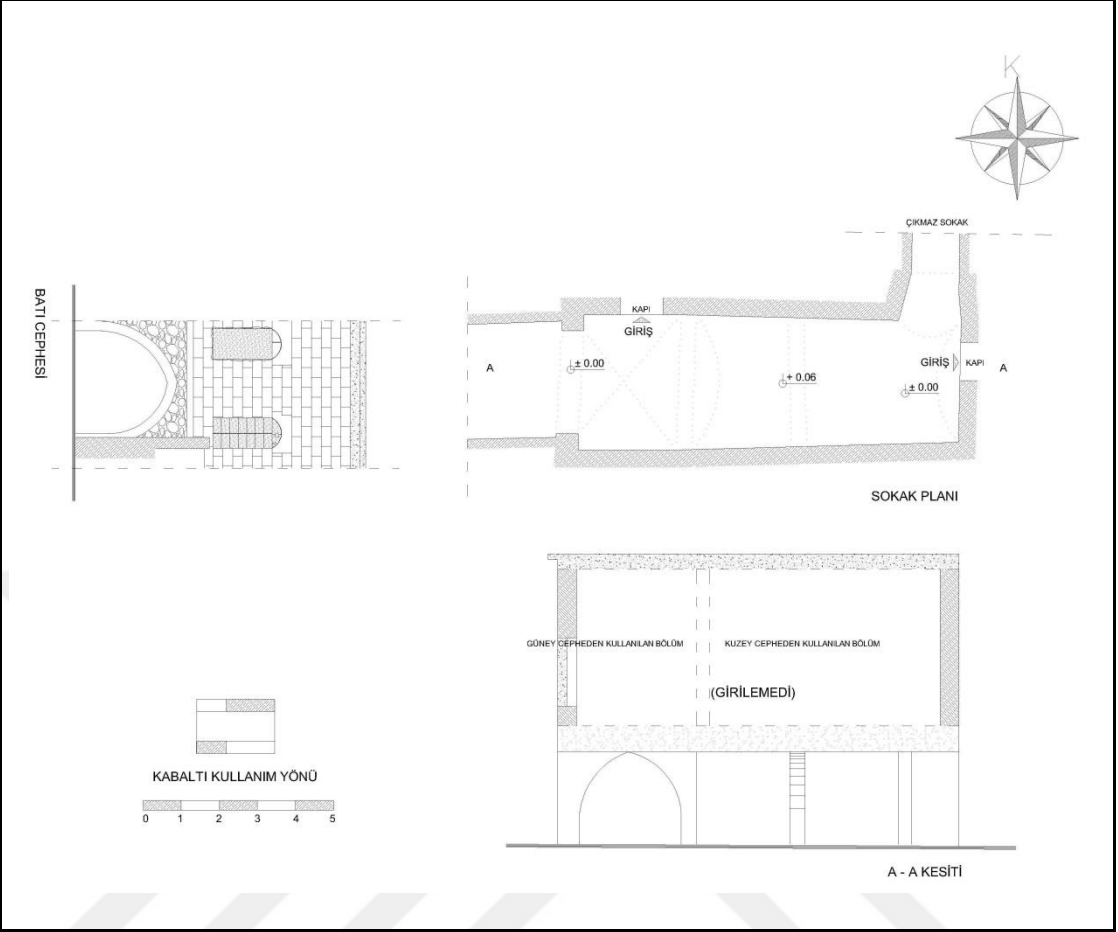 K
ÇIKMAZ SOKAK
BATI CEPHESİ
KAPI
GİRİŞ
A
± 0.00
+ 0.06
± 0.00
GİRİŞ
KAPI
A
SOKAK PLANI
GÜNEY CEPHEDEN KULLANILAN BÖLÜM
KUZEY CEPHEDEN KULLANILAN BÖLÜM
(GİRİLEMEDİ)
KABALTI KULLANIM YÖNÜ
0 1 2 3 4 5
A - A KESİTİ